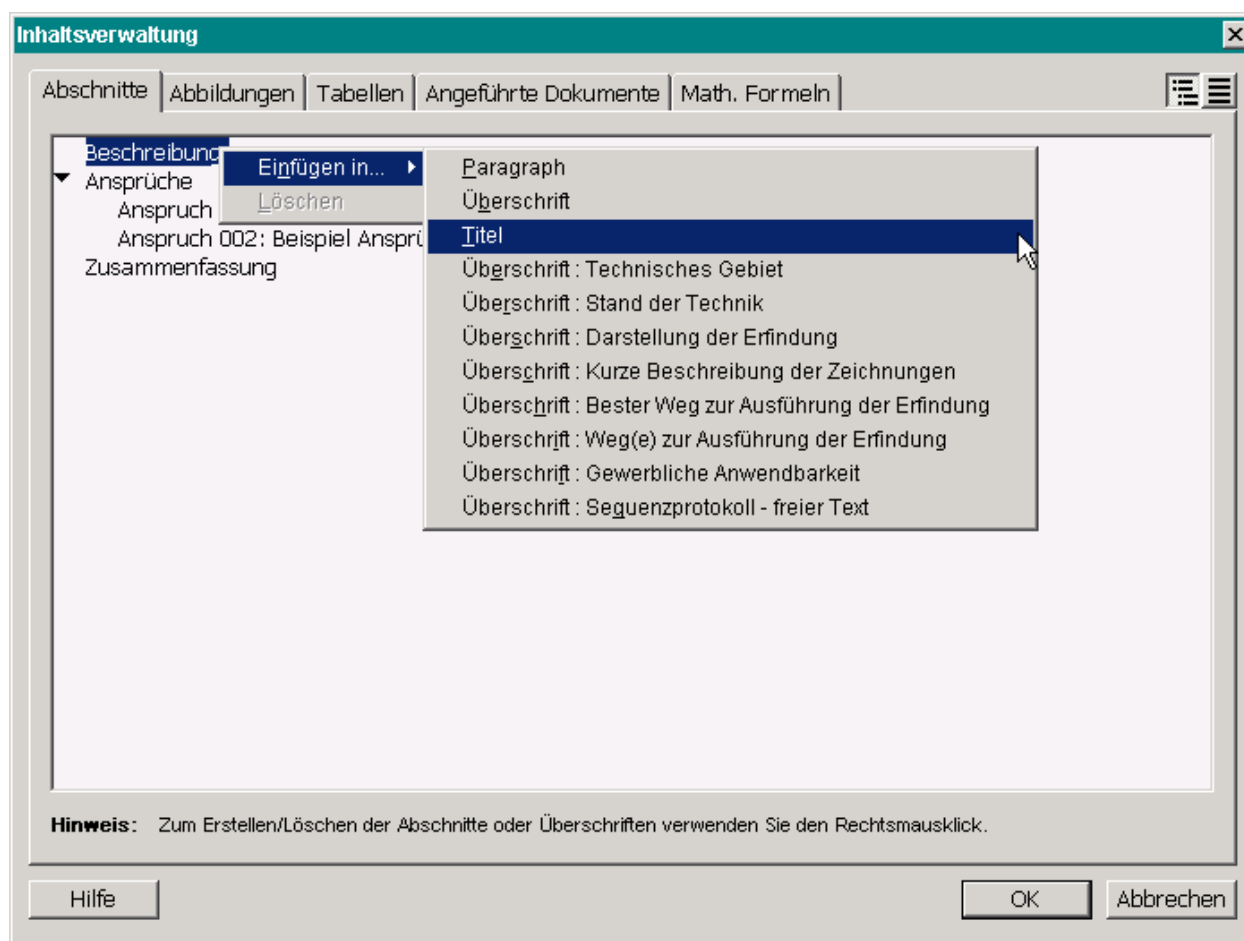 Inhaltsverwaltung
Abschnitte Abbildungen Tabellen Angeführte Dokumente Math. Formeln
Beschreibung
Ansprüche
Anspruch
Anspruch 002: Beispiel Ansprü
Zusammenfassung
Einfügen in...
Löschen
Paragraph
Überschrift
Titel
Überschrift : Technisches Gebiet
Überschrift : Stand der Technik
Überschrift : Darstellung der Erfindung
Überschrift : Kurze Beschreibung der Zeichnungen
Überschrift : Bester Weg zur Ausführung der Erfindung
Überschrift : Weg(e) zur Ausführung der Erfindung
Überschrift : Gewerbliche Anwendbarkeit
Überschrift : Sequenzprotokoll - freier Text
Hinweis: Zum Erstellen/Löschen der Abschnitte oder Überschriften verwenden Sie den Rechtsmausklick.
Hilfe OK Abbrechen